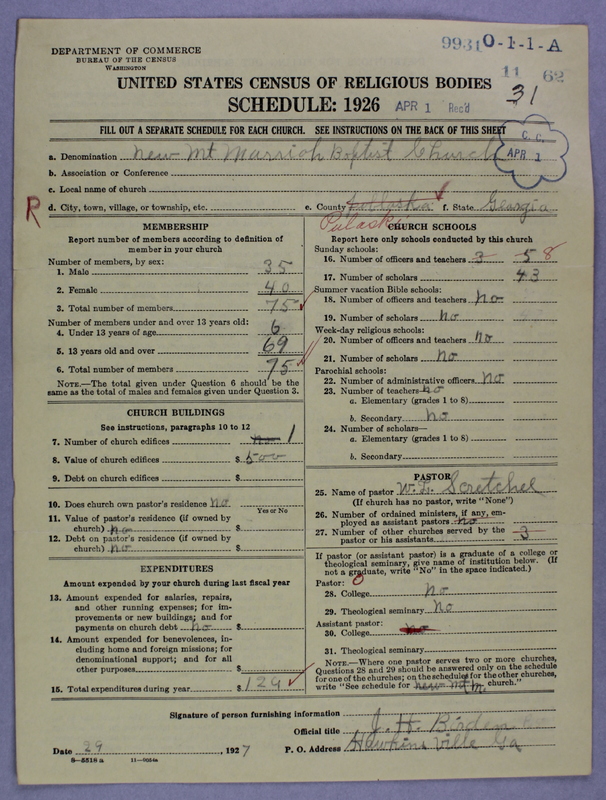 DEPARTMENT OF COMMERCE
BUREAU OF THE CENSUS
WASHINGTON
99310-1-1-A
11 62
31
UNITED STATES CENSUS OF RELIGIOUS BODIES
SCHEDULE: 1926
APR 1 Rec'd
FILL OUT A SEPARATE SCHEDULE FOR EACH CHURCH. SEE INSTRUCTIONS ON THE BACK OF THIS SHEET
C. C.
APR 1
a. Denomination New Mt Marriah Baptist Church
b. Association or Conference
c. Local name of church
R
d. City, town, village, or township, etc. e. County f. State Georgia
Pulaski
MEMBERSHIP
Report number of members according to definition of member in your church
Number of members, by sex:
1. Male 35
2. Female 40
3. Total number of members 75
Number of members under and over 13 years old:
4. Under 13 years of age 6
5. 13 years old and over 69
6. Total number of members 75
NOTE.—The total given under Question 6 should be the same as the total of males and females given under Question 3.
CHURCH BUILDINGS
See instructions, paragraphs 10 to 12
7. Number of church edifices no 1
8. Value of church edifices $ 500
9. Debt on church edifices $
10. Does church own pastor's residence no
Yes or No
11. Value of pastor's residence (if owned by church) no $
12. Debt on pastor's residence (if owned by church) no $
EXPENDITURES
Amount expended by your church during last fiscal year
13. Amount expended for salaries, repairs, and other running expenses; for improvements or new buildings; and for payments on church debt no $
14. Amount expended for benevolences, including home and foreign missions; for denominational support; and for all other purposes $
15. Total expenditures during year $ 129
CHURCH SCHOOLS
Report here only schools conducted by this church
Sunday schools:
16. Number of officers and teachers 3 5 8
17. Number of scholars 43
Summer vacation Bible schools:
18. Number of officers and teachers no
19. Number of scholars no
Week-day religious schools:
20. Number of officers and teachers no
21. Number of scholars no
Parochial schools:
22. Number of administrative officers no
23. Number of teachers— no
a. Elementary (grades 1 to 8)
b. Secondary no
24. Number of scholars—
a. Elementary (grades 1 to 8)
b. Secondary
PASTOR
25. Name of pastor W. L. Scretchel
(If church has no pastor, write "None")
26. Number of ordained ministers, if any, employed as assistant pastors no
27. Number of other churches served by the pastor or his assistants 3
If pastor (or assistant pastor) is a graduate of a college or theological seminary, give name of institution below. (If not a graduate, write "No" in the space indicated.)
Pastor:
28. College no
29. Theological seminary no
Assistant pastor:
30. College no
31. Theological seminary
NOTE.—Where one pastor serves two or more churches, Questions 28 and 29 should be answered only on the schedule for one of the churches; on the schedules for the other churches, write "See schedule for new mt m. church."
Signature of person furnishing information J. H. Birden
Official title
Date 29, 1927 P. O. Address Hawkinsville Ga
8-5518 a 11-9054a